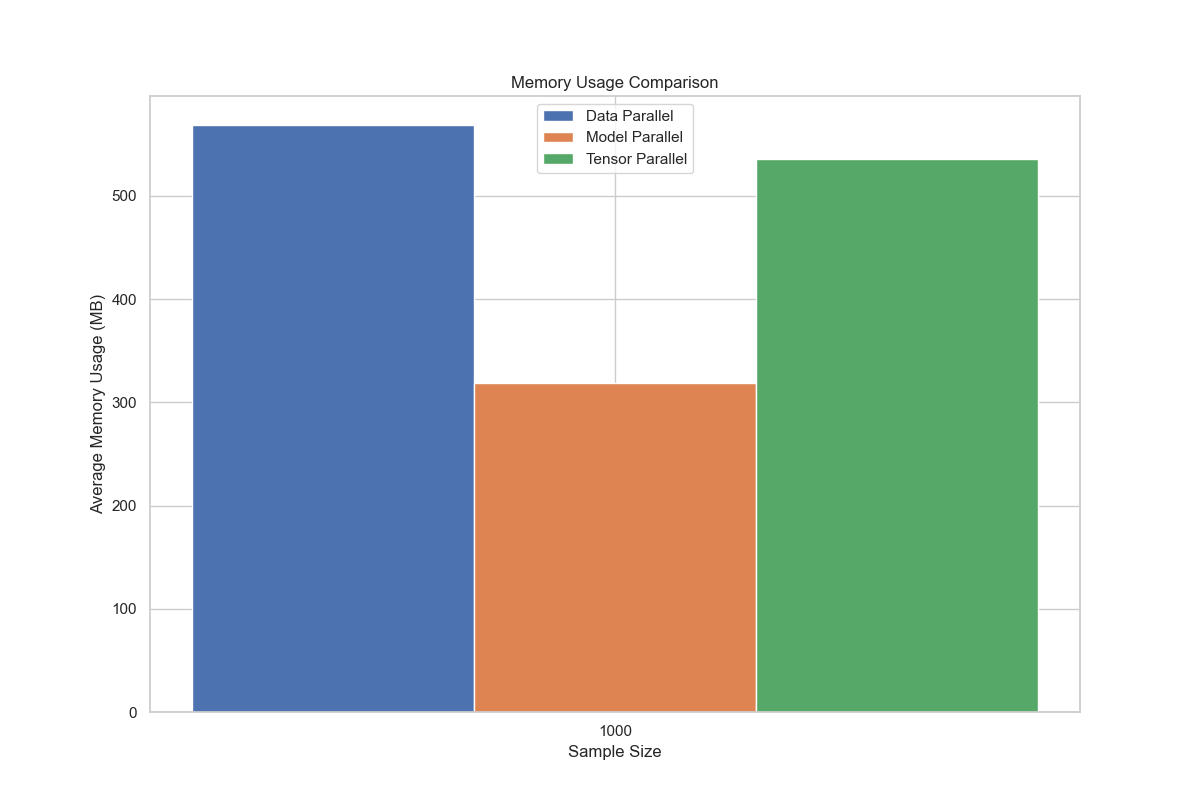 Memory Usage Comparison
Data Parallel
Model Parallel
Tensor Parallel
Average Memory Usage (MB)
500
400
300
200
100
0
1000
Sample Size